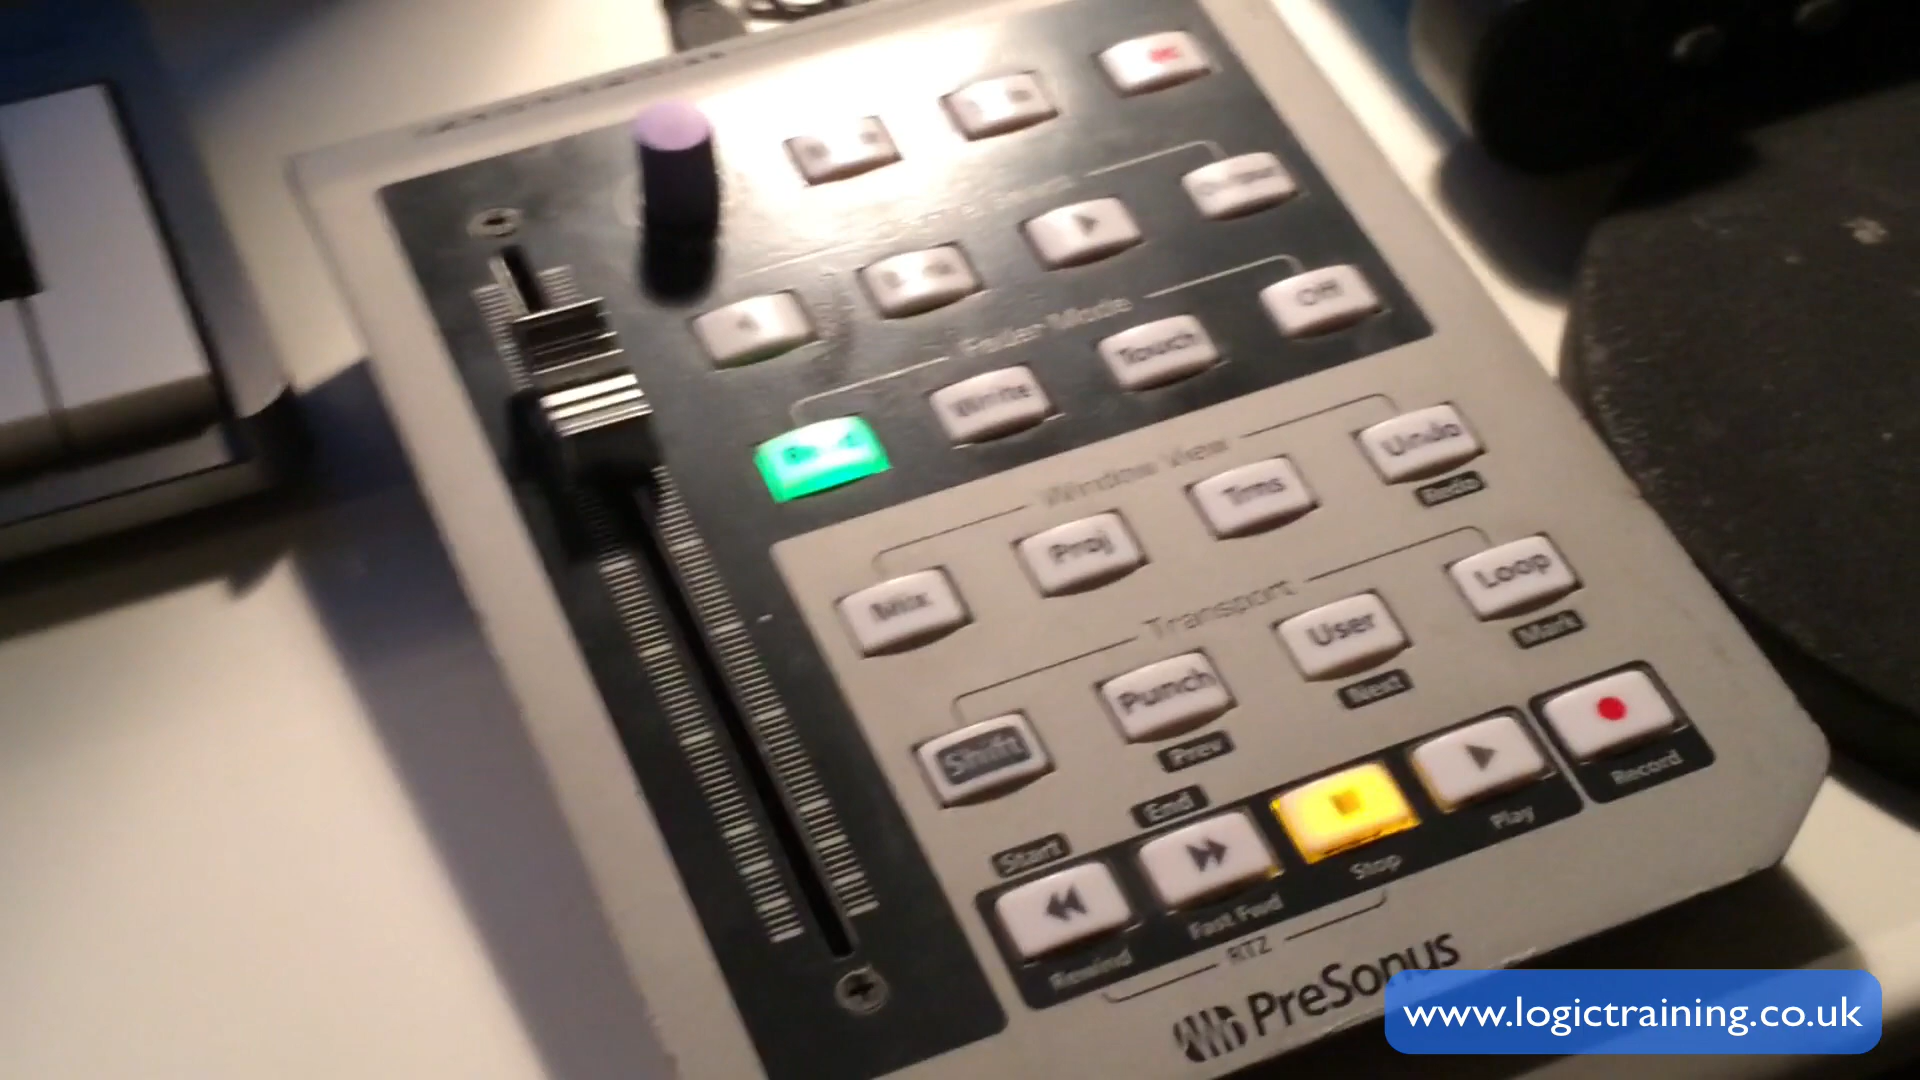 Fader Mode
Write
Touch
Off
Window View
Mix
Proj
Trns
Undo
Redo
Transport
Shift
Punch
Prev
User
Next
Loop
Mark
Start
End
Rewind
Fast Fwd
Stop
Play
Record
RTZ
PreSonus
www.logictraining.co.uk